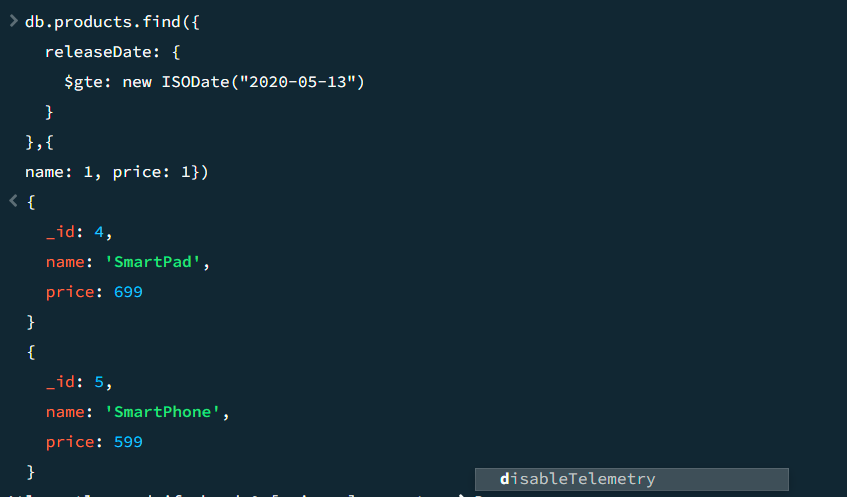 db.products.find({
releaseDate: {
$gte: new ISODate("2020-05-13")
}
},{
name: 1, price: 1})
{
_id: 4,
name: 'SmartPad',
price: 699
}
{
_id: 5,
name: 'SmartPhone',
price: 599
}
disableTelemetry